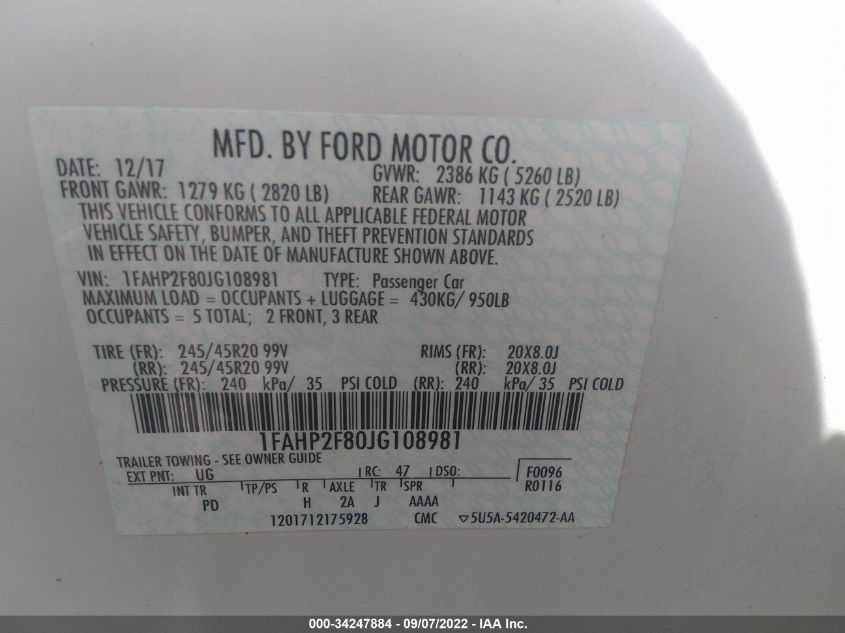 MFD. BY FORD MOTOR CO.
DATE: 12/17 GVWR: 2386 KG ( 5260 LB)
FRONT GAWR: 1279 KG ( 2820 LB) REAR GAWR: 1143 KG ( 2520 LB)
THIS VEHICLE CONFORMS TO ALL APPLICABLE FEDERAL MOTOR
VEHICLE SAFETY, BUMPER, AND THEFT PREVENTION STANDARDS
IN EFFECT ON THE DATE OF MANUFACTURE SHOWN ABOVE.
VIN: 1FAHP2F80JG108981 TYPE: Passenger Car
MAXIMUM LOAD = OCCUPANTS + LUGGAGE = 430KG/ 950LB
OCCUPANTS = 5 TOTAL; 2 FRONT, 3 REAR
TIRE (FR): 245/45R20 99V RIMS (FR): 20X8.0J
(RR): 245/45R20 99V (RR): 20X8.0J
PRESSURE (FR): 240 kPa/ 35 PSI COLD (RR): 240 kPa/ 35 PSI COLD
1FAHP2F80JG108981
TRAILER TOWING - SEE OWNER GUIDE
EXT PNT: UG RC: 47 DSO: F0096
INT TR TP/PS R AXLE TR SPR R0116
PD H 2A J AAAA
1201712175928 CMC ▽5U5A-5420472-AA
000-34247884 - 09/07/2022 - IAA Inc.